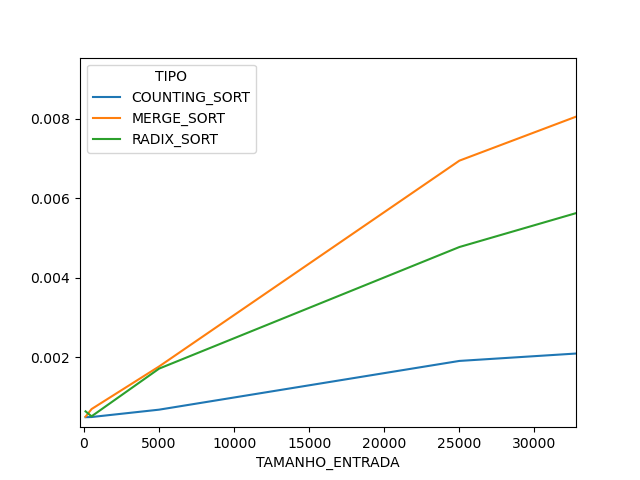 TIPO
COUNTING_SORT
MERGE_SORT
RADIX_SORT
0.008
0.006
0.004
0.002
0 5000 10000 15000 20000 25000 30000
TAMANHO_ENTRADA